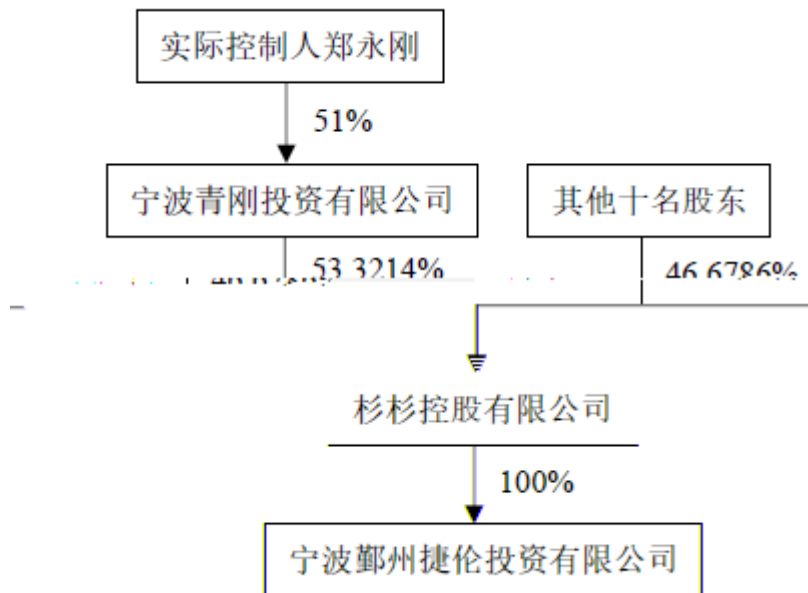 实际控制人郑永刚
51%
宁波青刚投资有限公司
其他十名股东
53.3214%
46.6786%
杉杉控股有限公司
100%
宁波鄞州捷伦投资有限公司